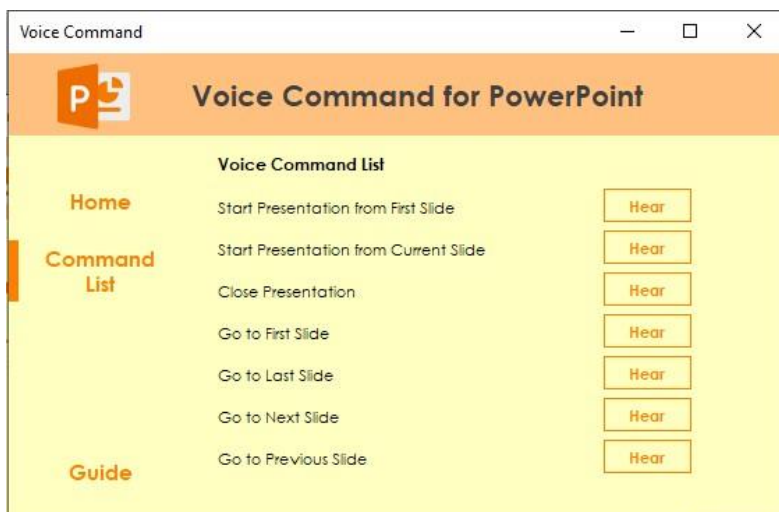 Voice Command
P
Voice Command for PowerPoint
Voice Command List
Home
Start Presentation from First Slide Hear
Command
List
Start Presentation from Current Slide Hear
Close Presentation Hear
Go to First Slide Hear
Go to Last Slide Hear
Go to Next Slide Hear
Go to Previous Slide Hear
Guide